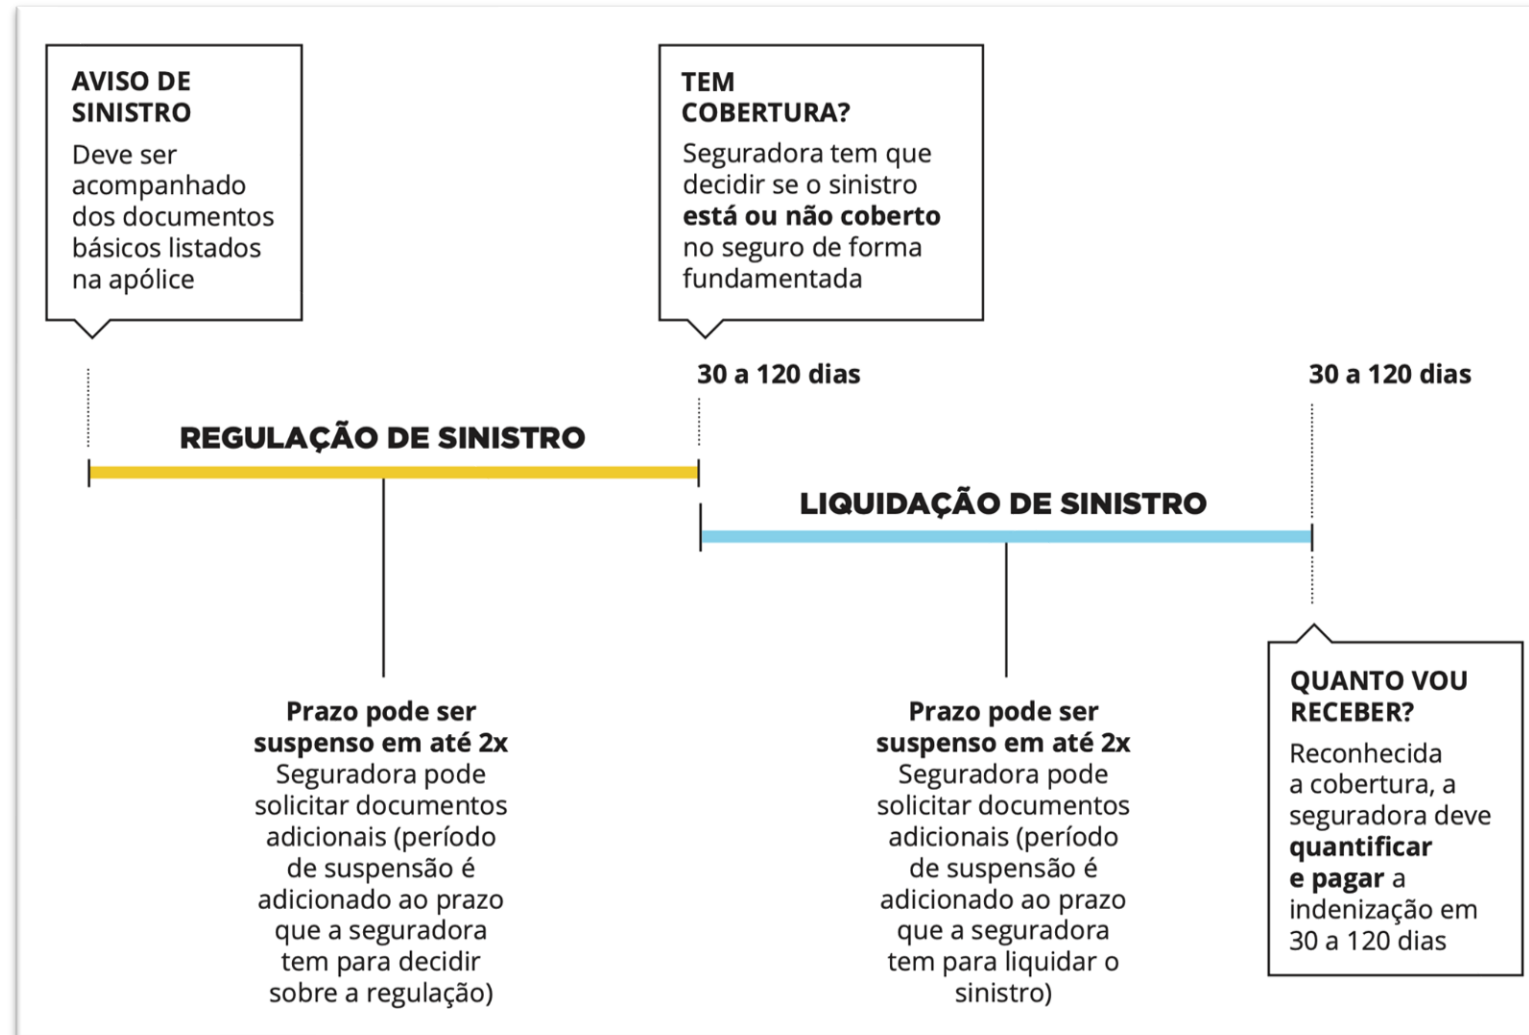 AVISO DE
SINISTRO
Deve ser
acompanhado
dos documentos
básicos listados
na apólice
TEM
COBERTURA?
Seguradora tem que
decidir se o sinistro
está ou não coberto
no seguro de forma
fundamentada
30 a 120 dias
30 a 120 dias
REGULAÇÃO DE SINISTRO
LIQUIDAÇÃO DE SINISTRO
Prazo pode ser
suspenso em até 2x
Seguradora pode
solicitar documentos
adicionais (período
de suspensão é
adicionado ao prazo
que a seguradora
tem para decidir
sobre a regulação)
Prazo pode ser
suspenso em até 2x
Seguradora pode
solicitar documentos
adicionais (período
de suspensão é
adicionado ao prazo
que a seguradora
tem para liquidar o
sinistro)
QUANTO VOU
RECEBER?
Reconhecida
a cobertura, a
seguradora deve
quantificar
e pagar a
indenização em
30 a 120 dias